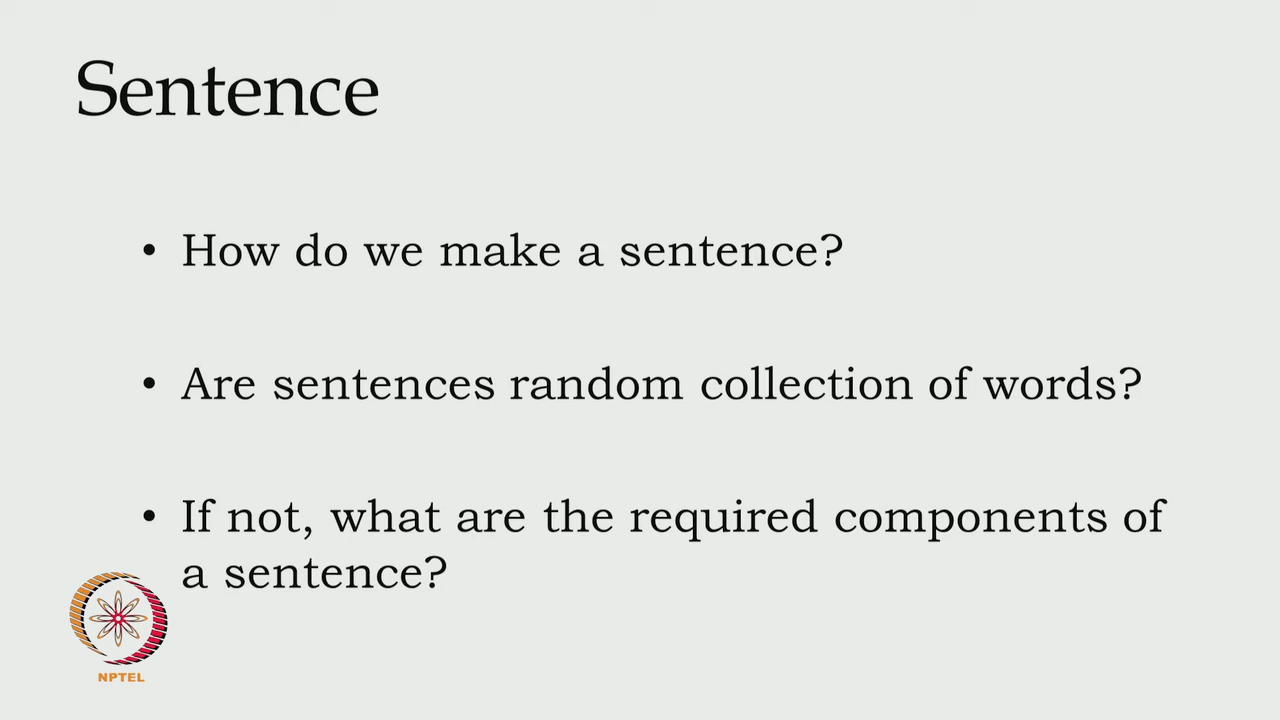 Sentence
• How do we make a sentence?
• Are sentences random collection of words?
• If not, what are the required components of
a sentence?
NPTEL